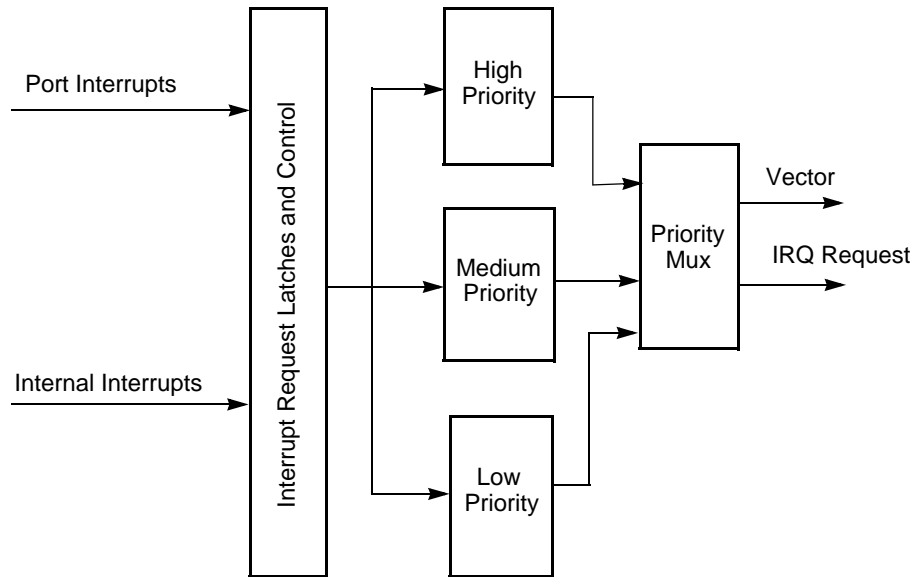 Port Interrupts
Internal Interrupts
Interrupt Request Latches and Control
High
Priority
Medium
Priority
Low
Priority
Priority
Mux
Vector
IRQ Request